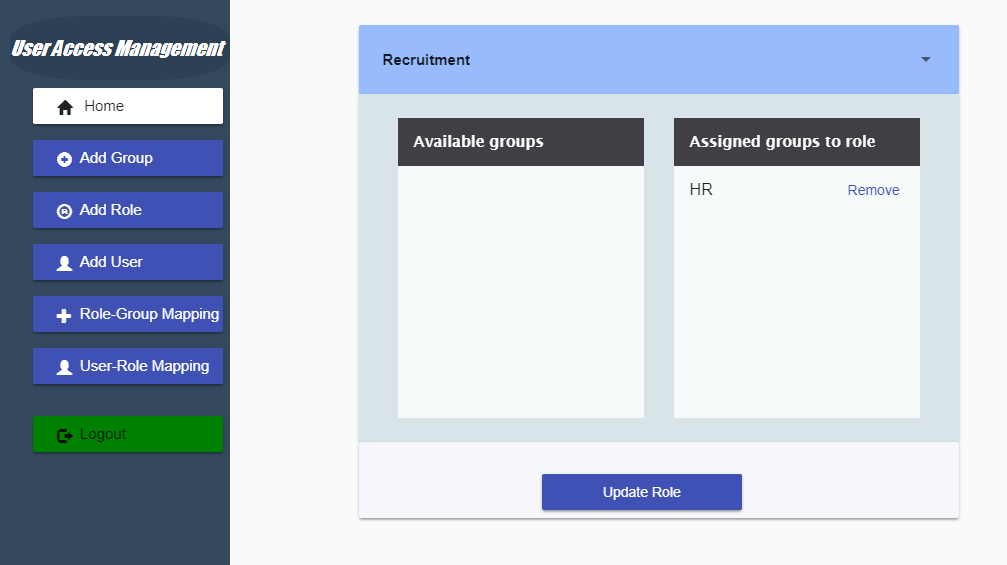 User Access Management
Home
Add Group
Add Role
Add User
Role-Group Mapping
User-Role Mapping
Logout
Recruitment
Available groups
Assigned groups to role
HR
Remove
Update Role